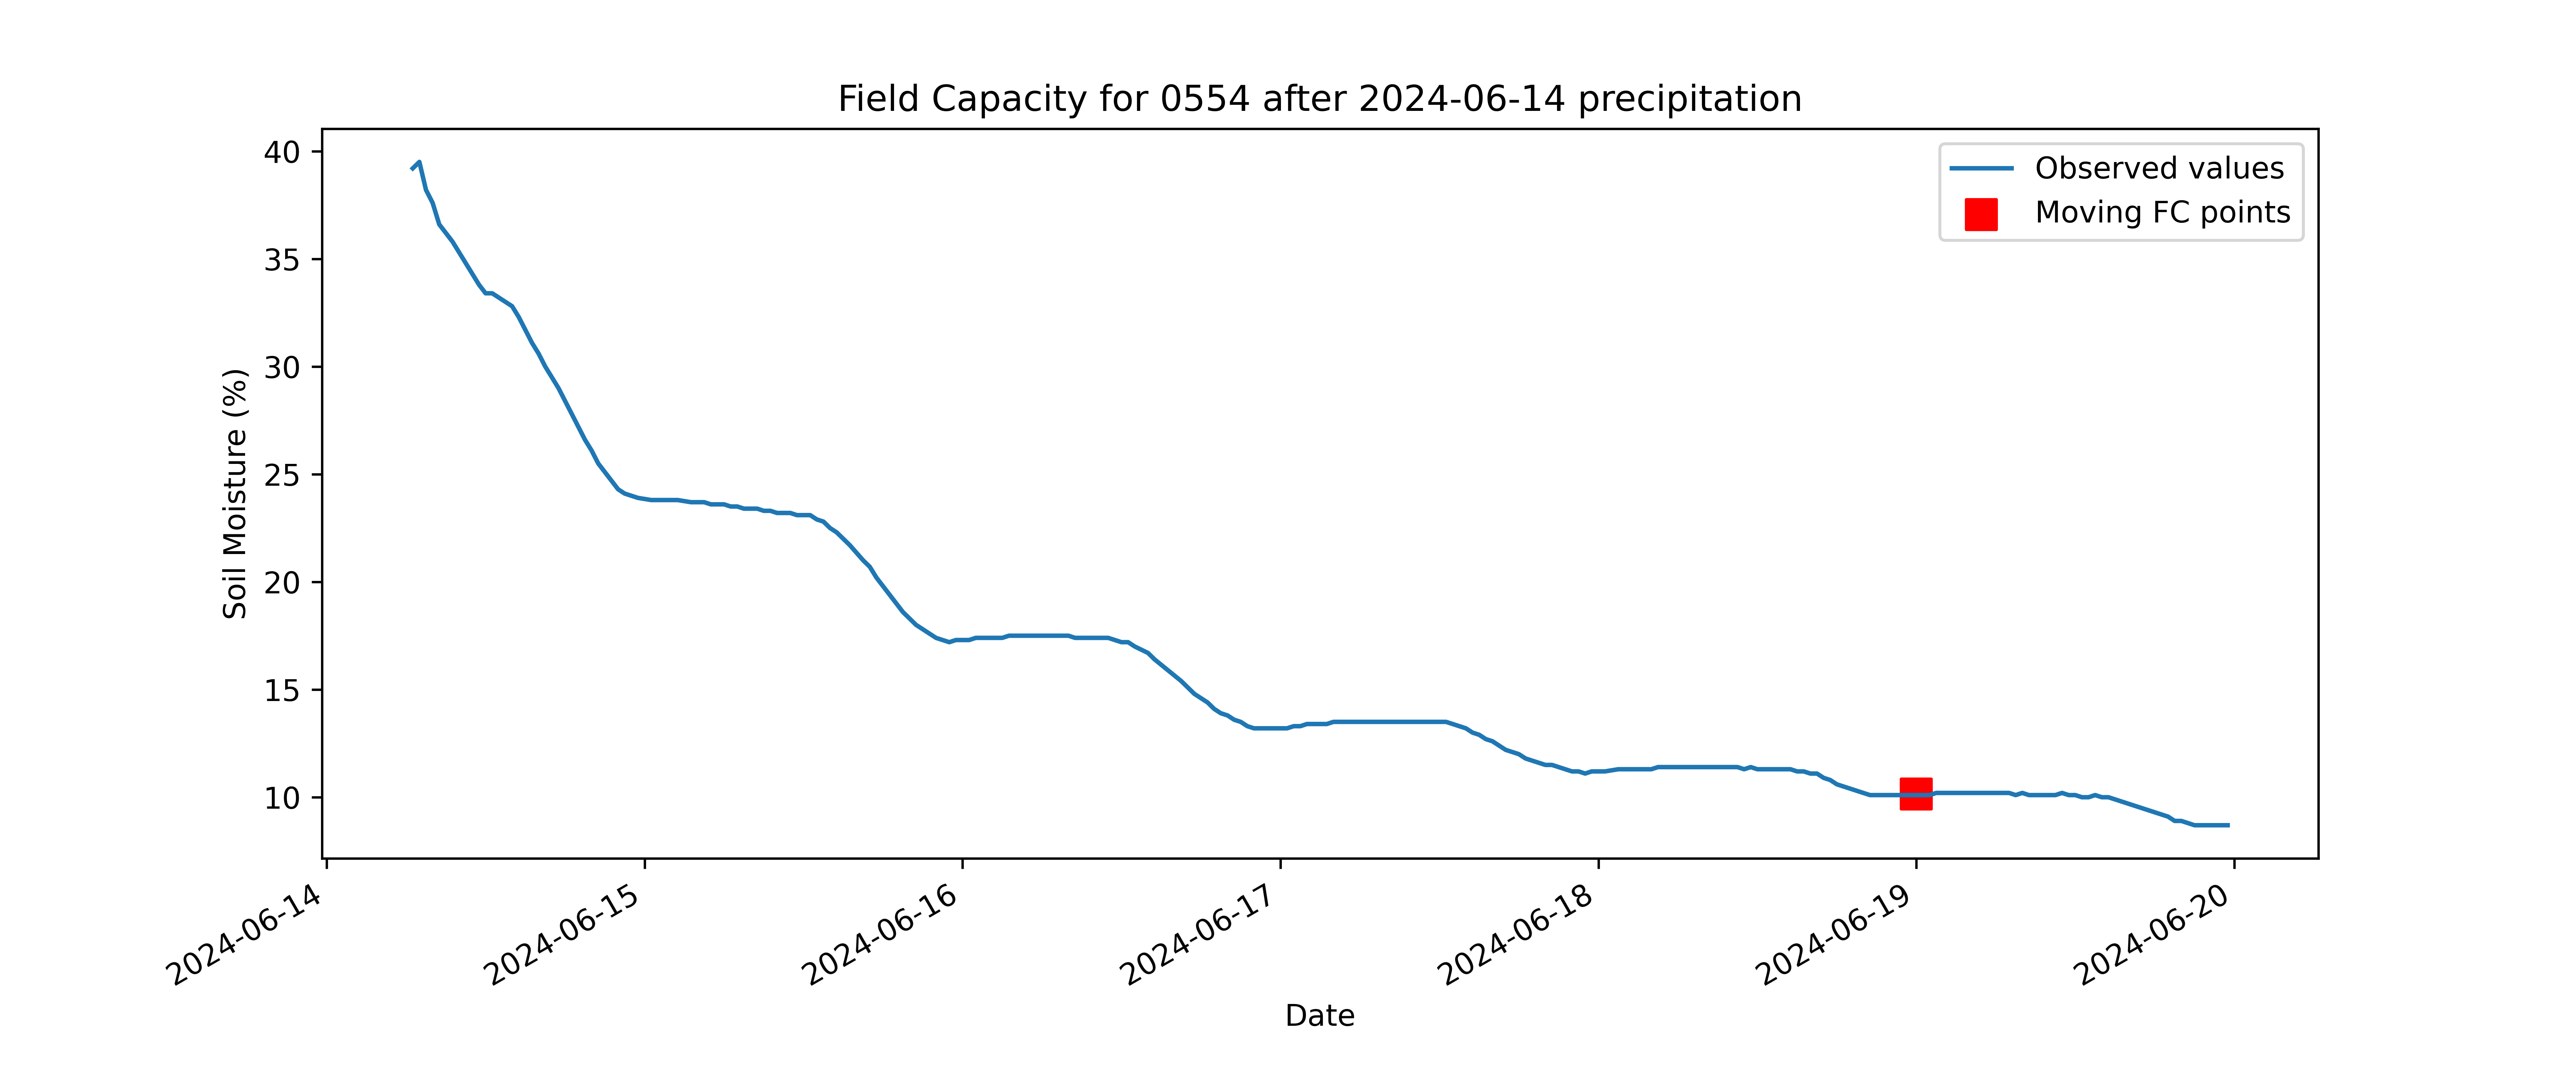 Field Capacity for 0554 after 2024-06-14 precipitation
Observed values
Moving FC points
Soil Moisture (%)
40
35
30
25
20
15
10
2024-06-14
2024-06-15
2024-06-16
2024-06-17
2024-06-18
2024-06-19
2024-06-20
Date